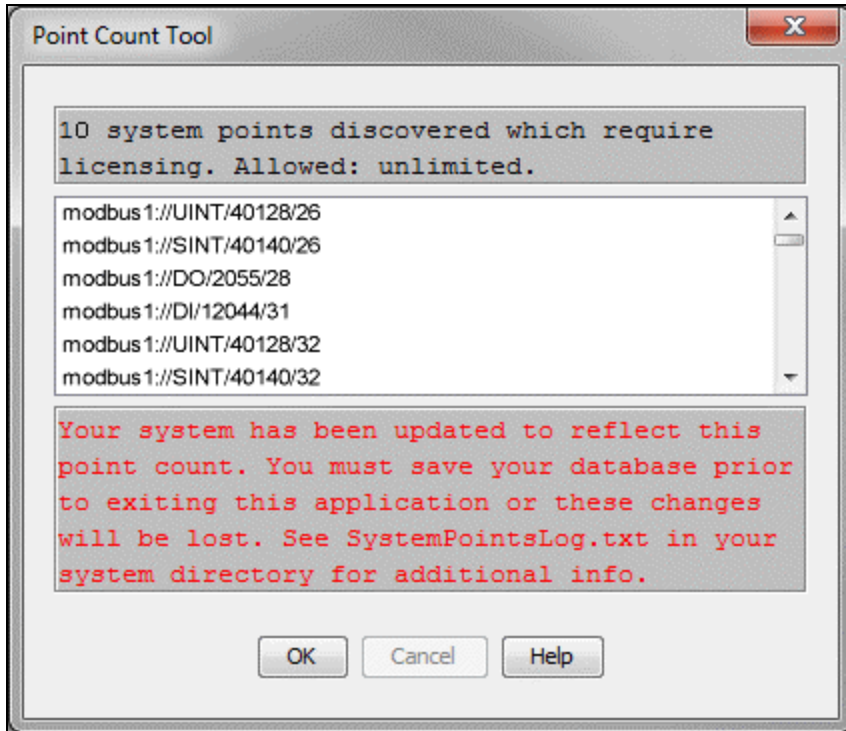 Point Count Tool
10 system points discovered which require
licensing. Allowed: unlimited.
modbus1://UINT/40128/26
modbus1://SINT/40140/26
modbus1://DO/2055/28
modbus1://DI/12044/31
modbus1://UINT/40128/32
modbus1://SINT/40140/32
Your system has been updated to reflect this
point count. You must save your database prior
to exiting this application or these changes
will be lost. See SystemPointsLog.txt in your
system directory for additional info.
OK Cancel Help